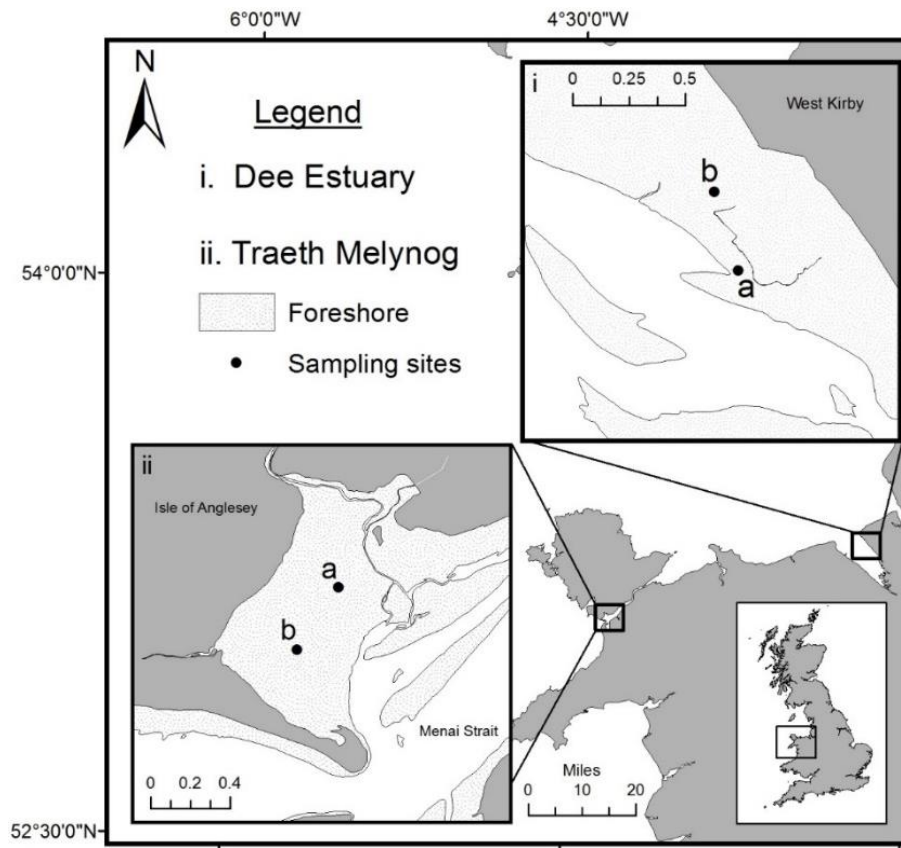 6°0'0"W 4°30'0"W
N
Legend
i. Dee Estuary
ii. Traeth Melynog
Foreshore
Sampling sites
54°0'0"N
52°30'0"N
i
0 0.25 0.5
West Kirby
b
a
ii
Isle of Anglesey
a
b
Menai Strait
0 0.2 0.4
Miles
0 10 20